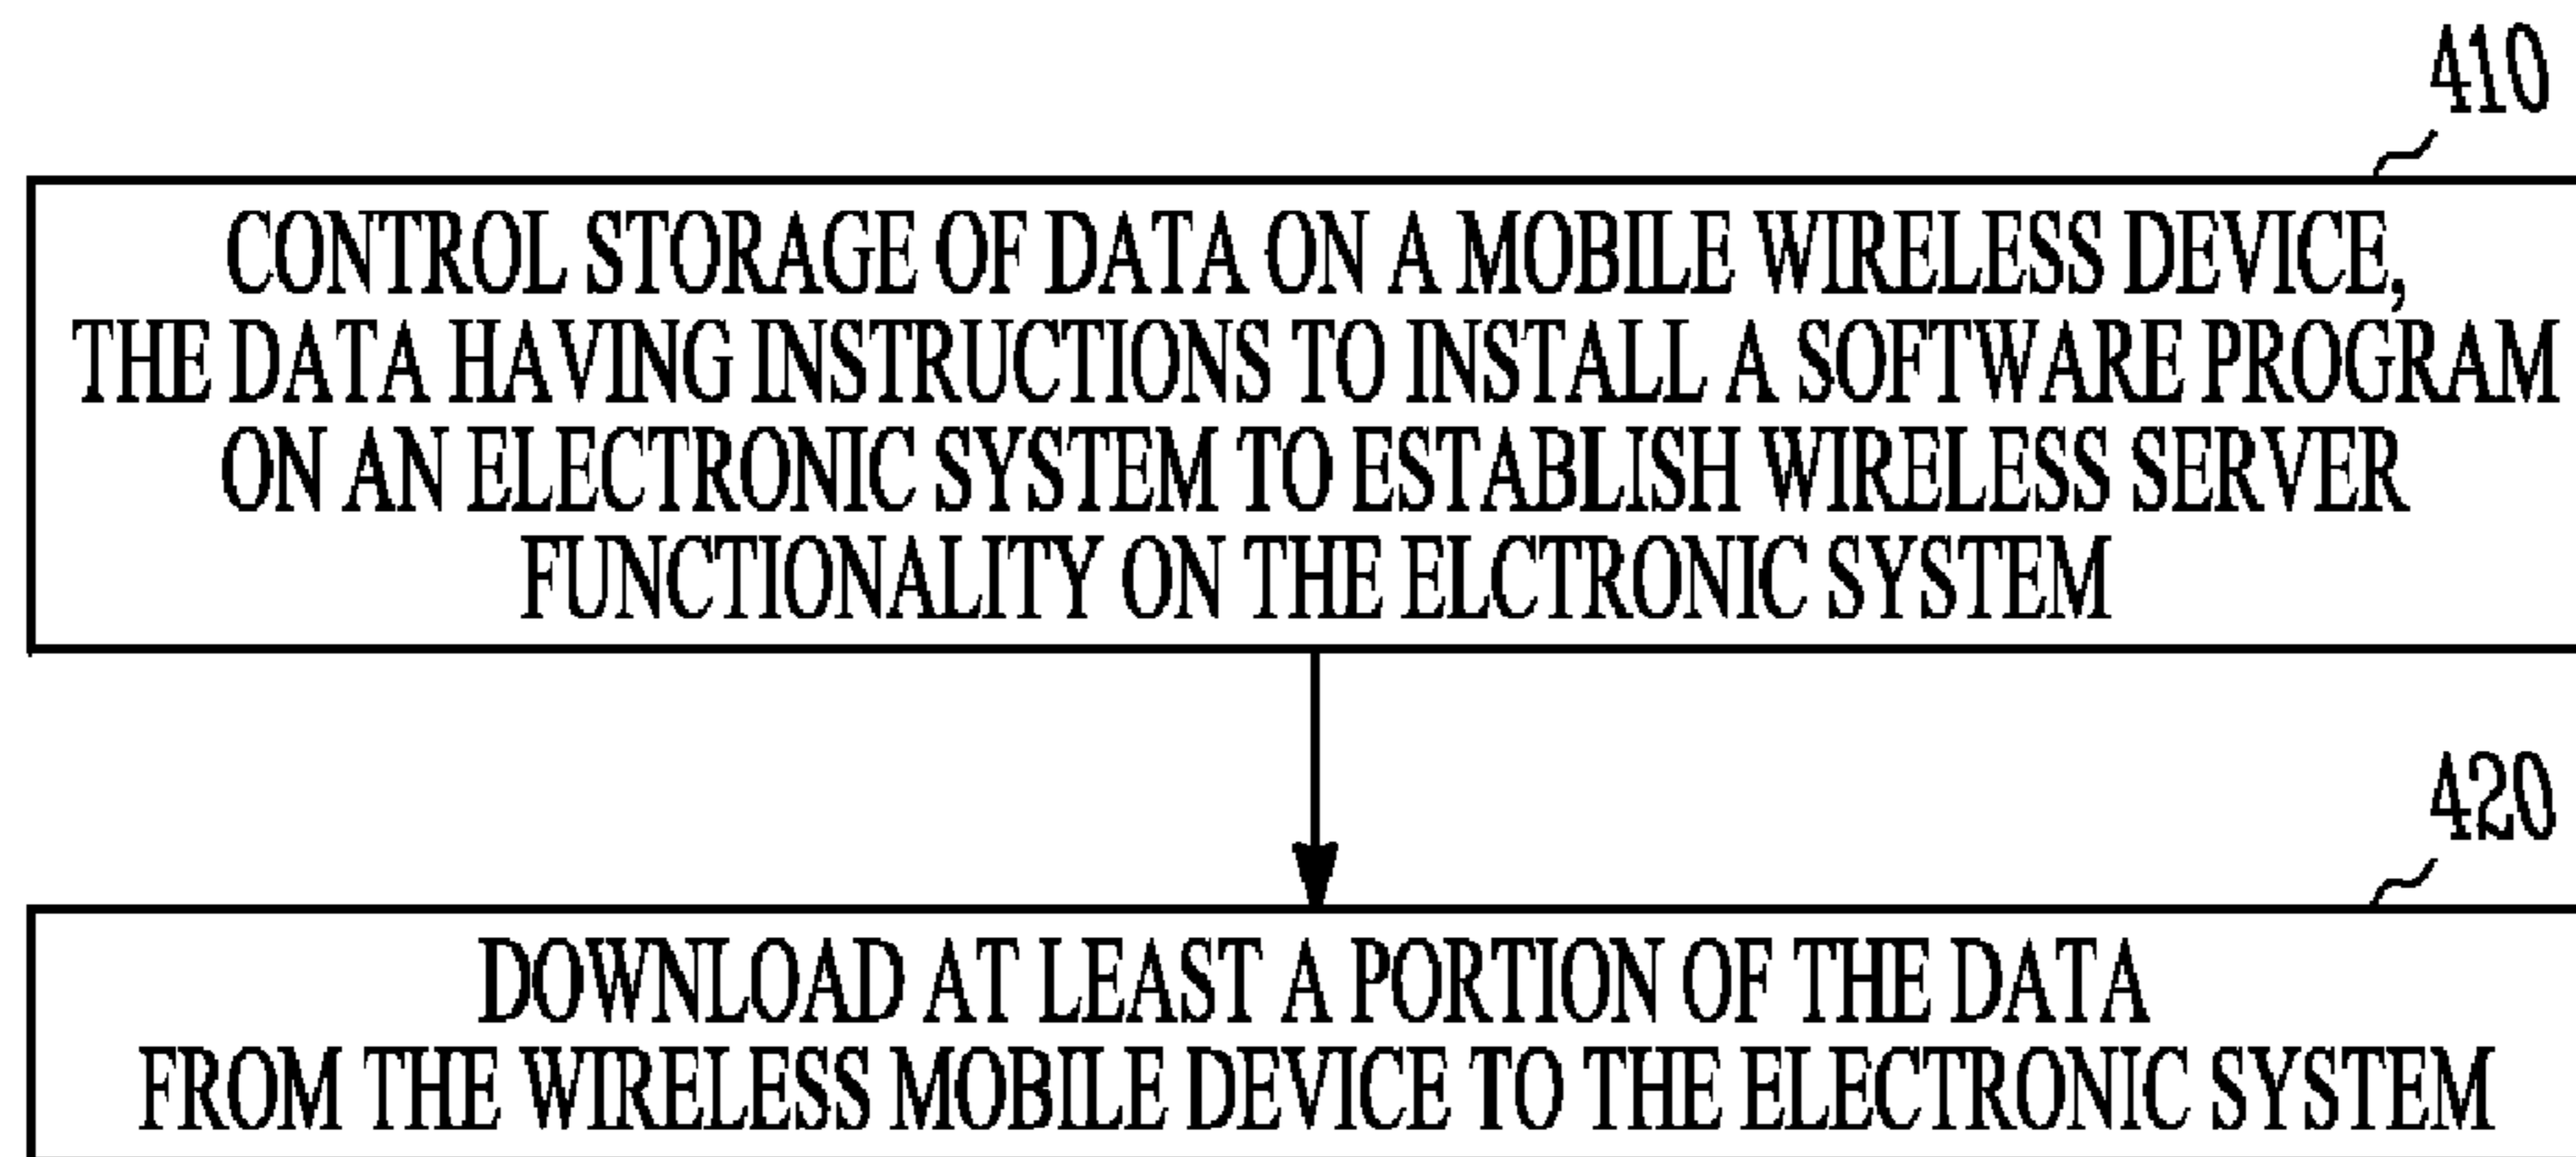 410
CONTROL STORAGE OF DATA ON A MOBILE WIRELESS DEVICE,
THE DATA HAVING INSTRUCTIONS TO INSTALL A SOFTWARE PROGRAM
ON AN ELECTRONIC SYSTEM TO ESTABLISH WIRELESS SERVER
FUNCTIONALITY ON THE ELCTRONIC SYSTEM
420
DOWNLOAD AT LEAST A PORTION OF THE DATA
FROM THE WIRELESS MOBILE DEVICE TO THE ELECTRONIC SYSTEM